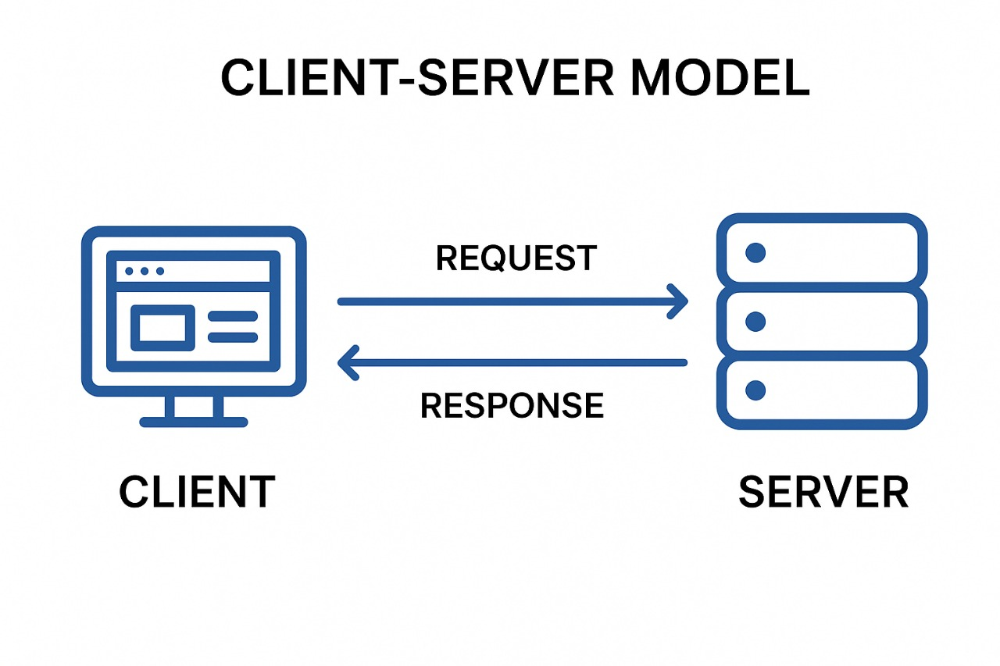 CLIENT-SERVER MODEL
REQUEST
RESPONSE
CLIENT
SERVER